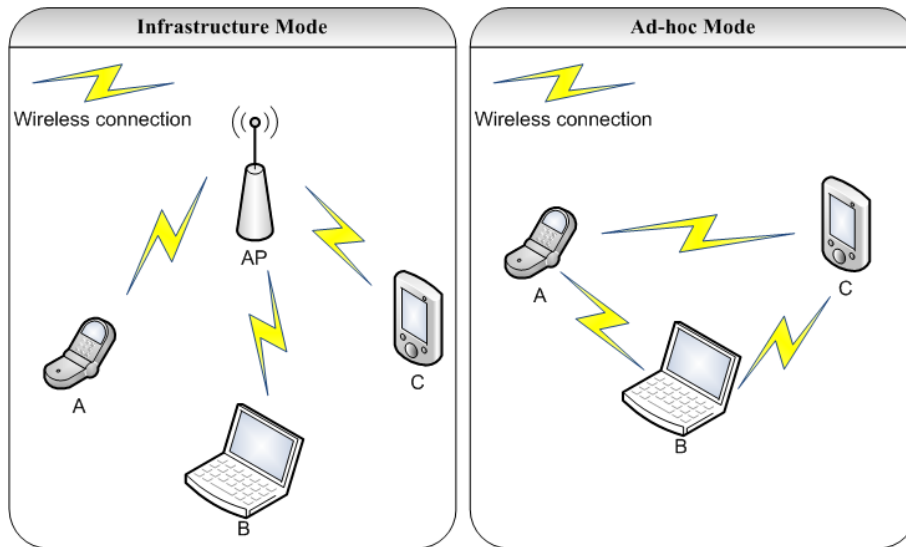 Infrastructure Mode
Wireless connection
AP
A
C
B
Ad-hoc Mode
Wireless connection
A
C
B